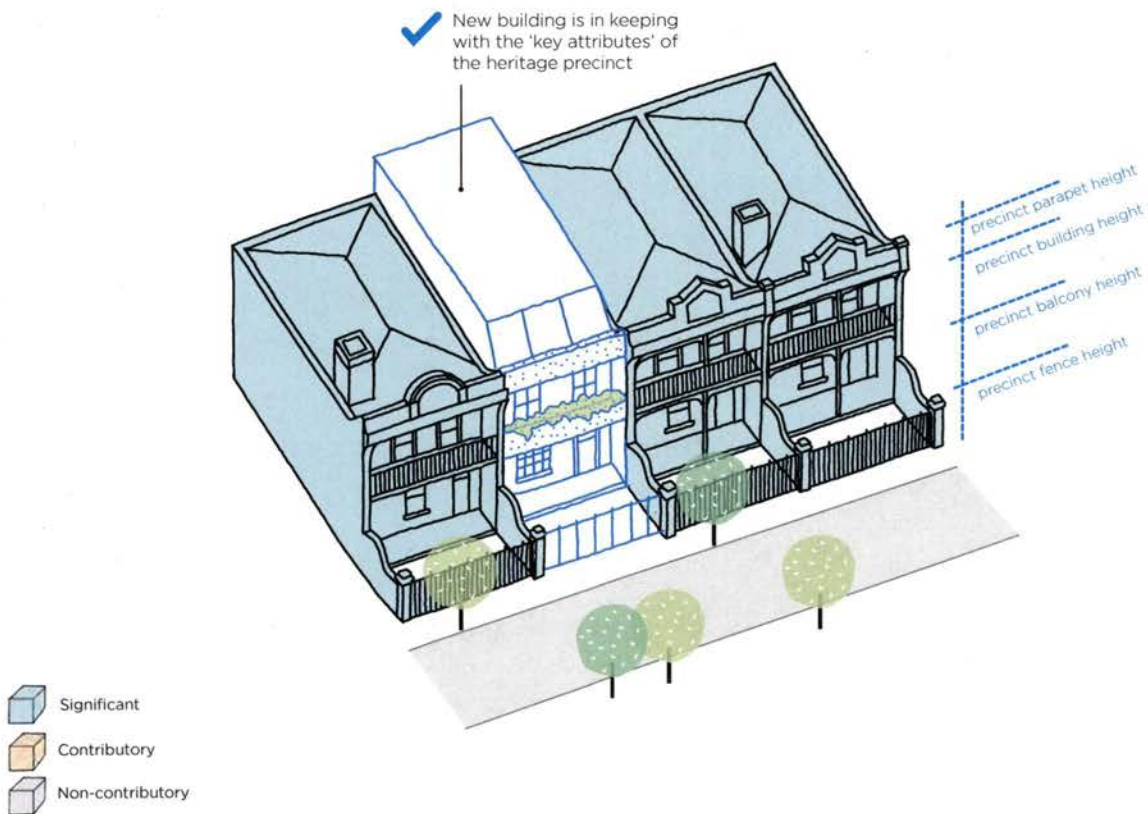 New building is in keeping
with the ‘key attributes’ of
the heritage precinct
precinct parapet height
precinct building height
precinct balcony height
precinct fence height
Significant
Contributory
Non-contributory